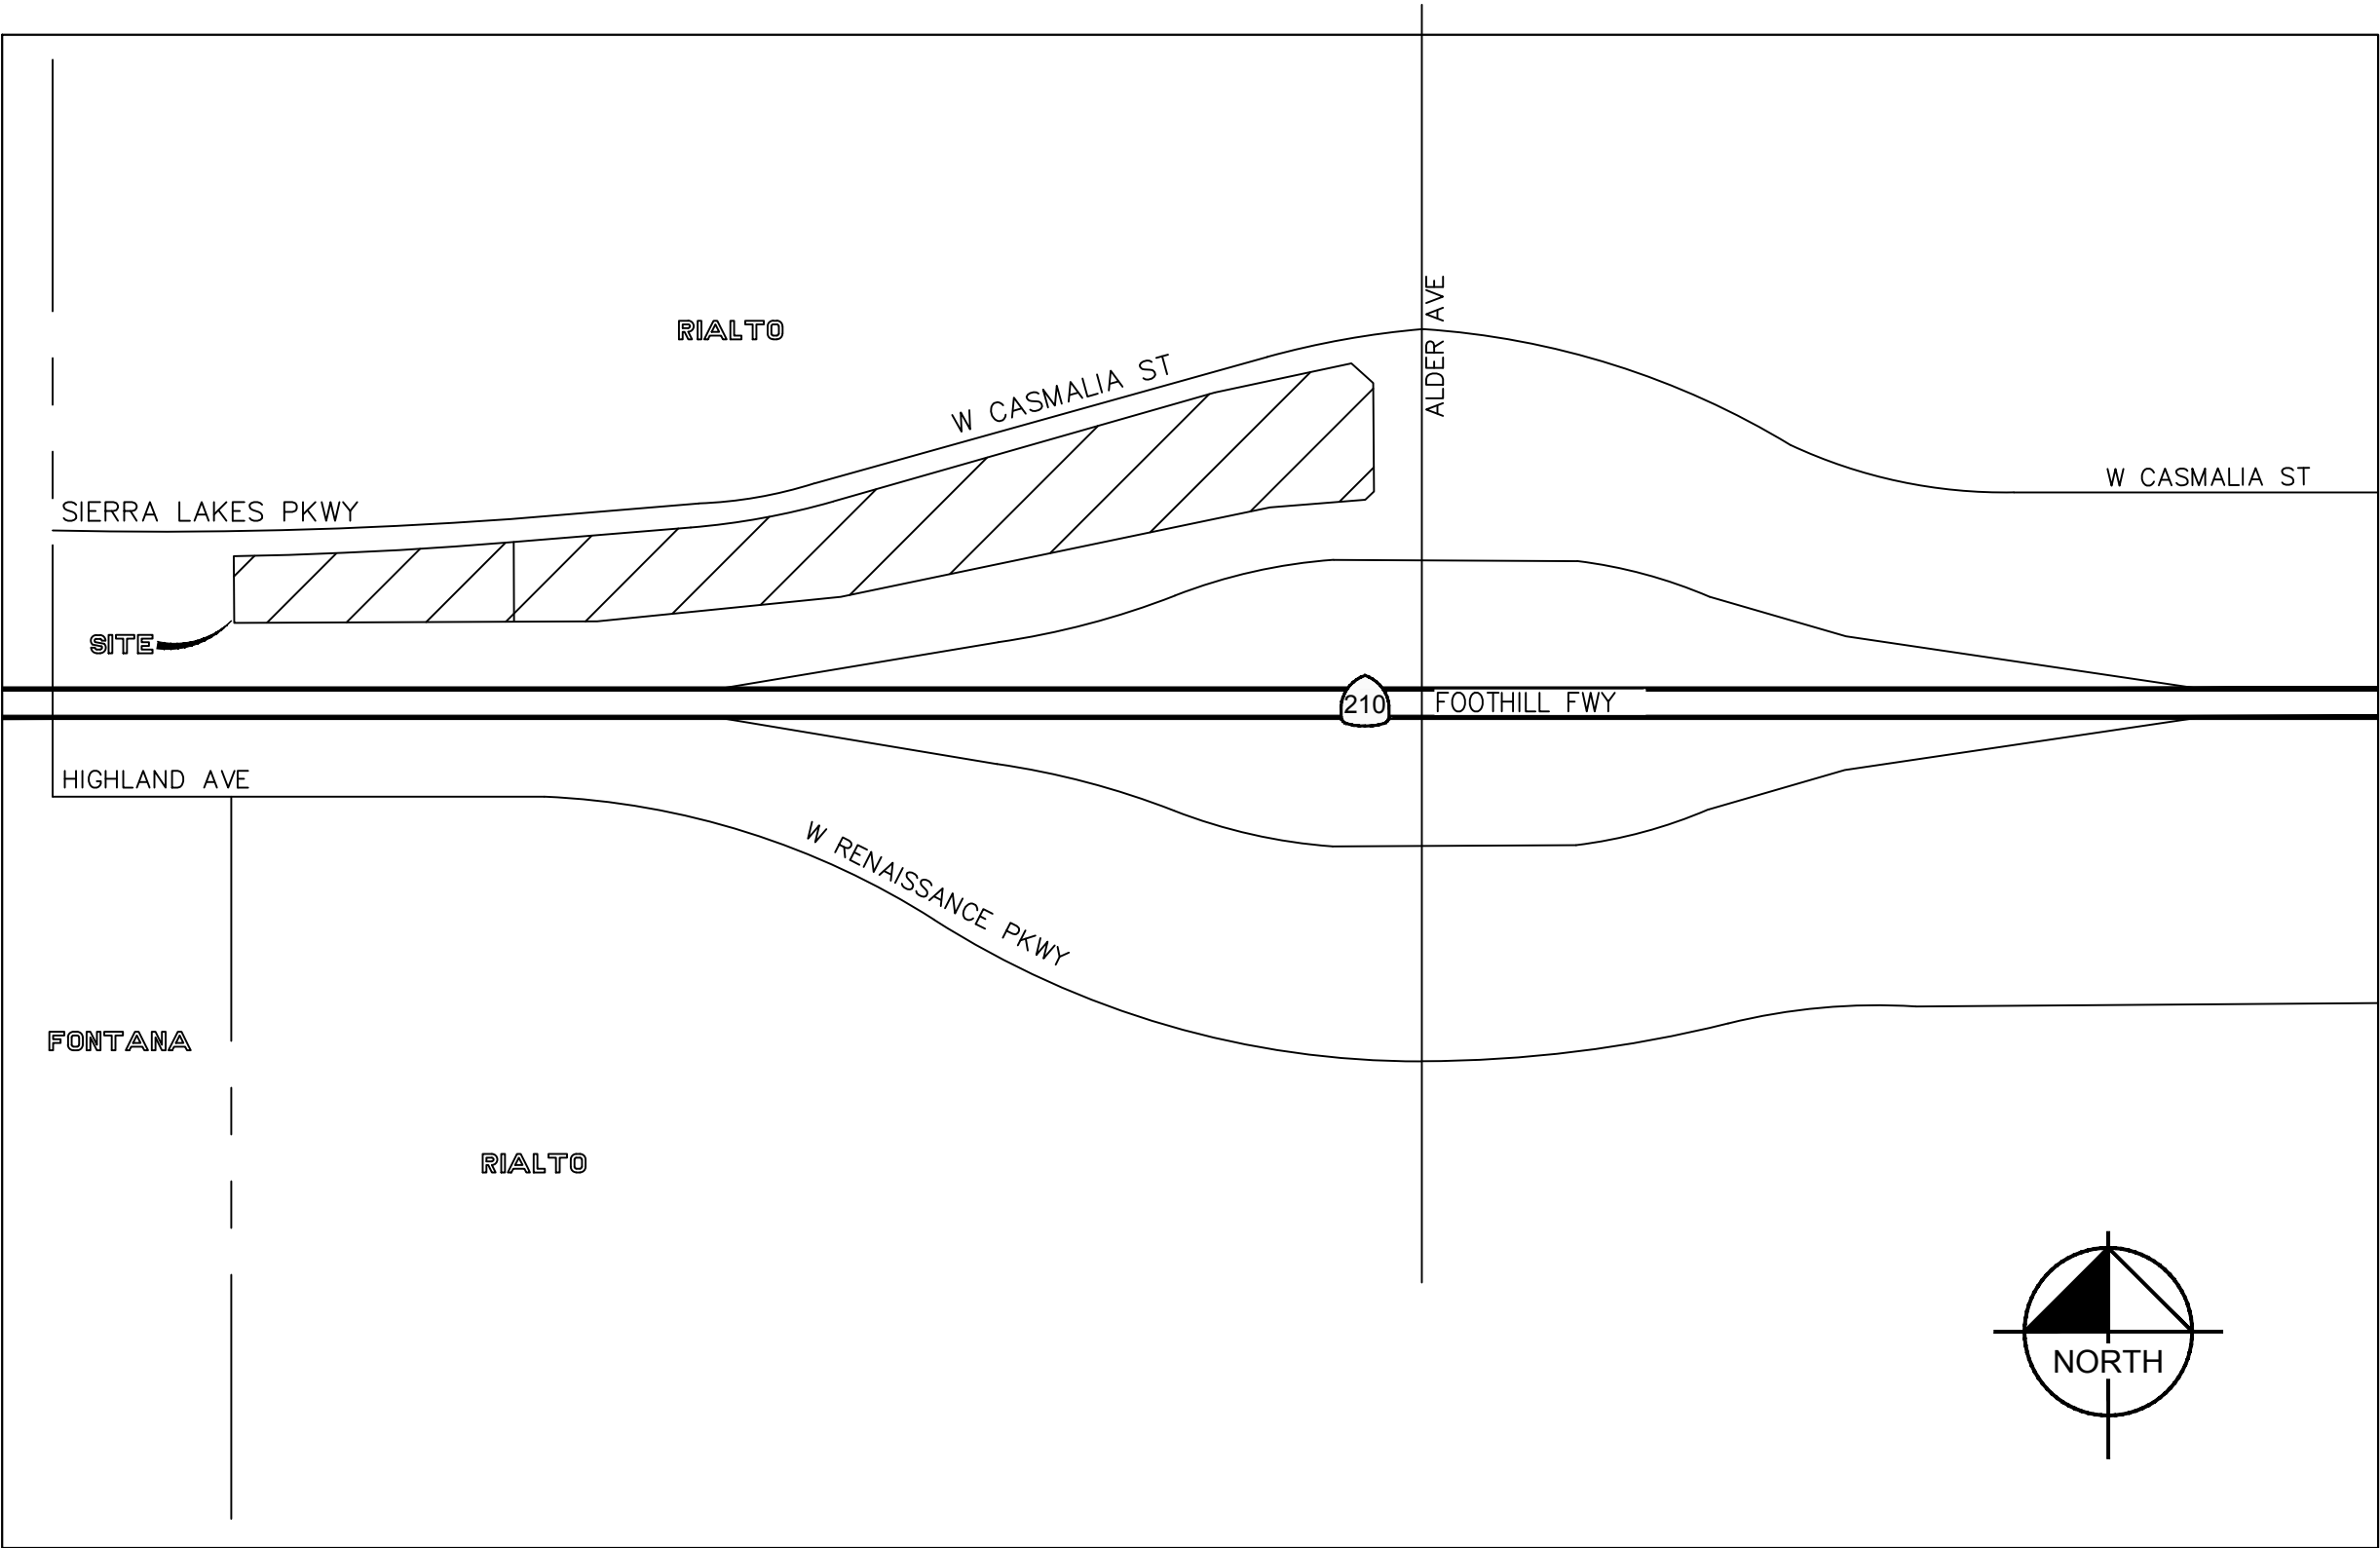 ALDER AVE
RIALTO
W CASMALIA ST
W CASMALIA ST
SIERRA LAKES PKWY
SITE
210
FOOTHILL FWY
HIGHLAND AVE
W RENAISSANCE PKWY
FONTANA
RIALTO
NORTH